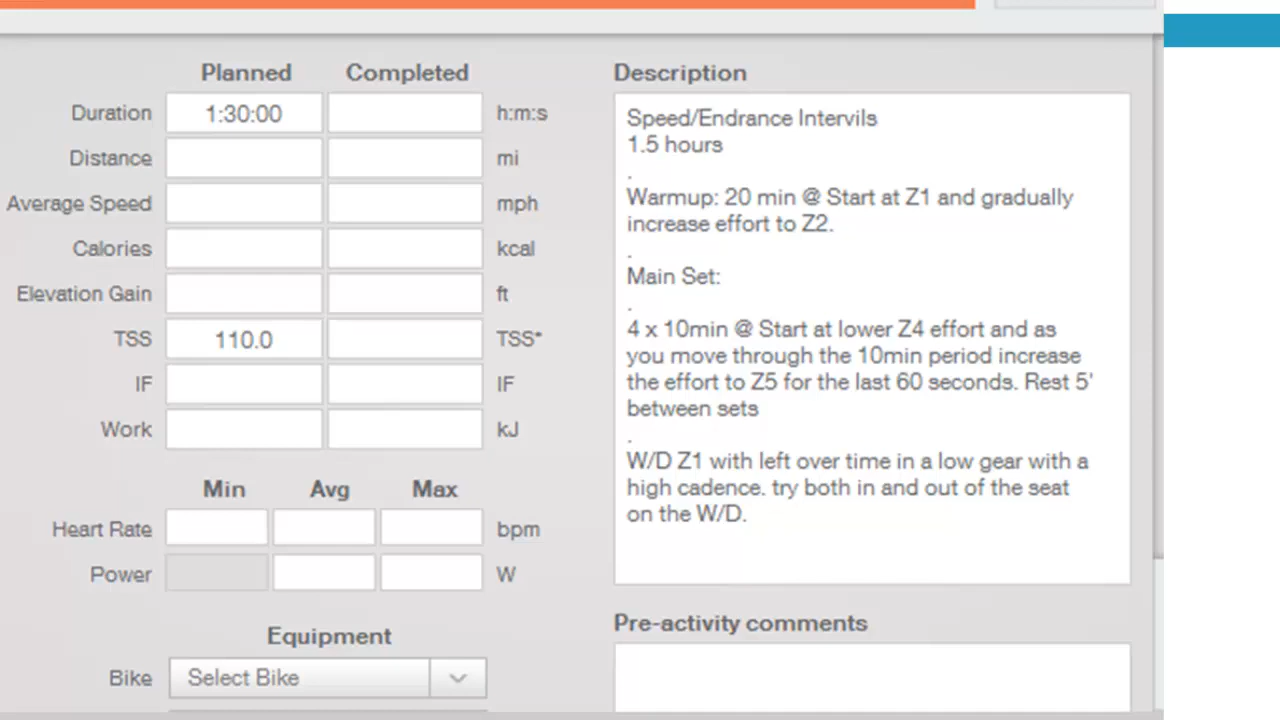 Planned Completed
Duration 1:30:00 h:m:s
Distance mi
Average Speed mph
Calories kcal
Elevation Gain ft
TSS 110.0 TSS*
IF IF
Work kJ
Min Avg Max
Heart Rate bpm
Power W
Equipment
Bike Select Bike
Description
Speed/Endrance Intervils
1.5 hours
.
Warmup: 20 min @ Start at Z1 and gradually
increase effort to Z2.
.
Main Set:
.
4 x 10min @ Start at lower Z4 effort and as
you move through the 10min period increase
the effort to Z5 for the last 60 seconds. Rest 5'
between sets
.
W/D Z1 with left over time in a low gear with a
high cadence. try both in and out of the seat
on the W/D.
Pre-activity comments